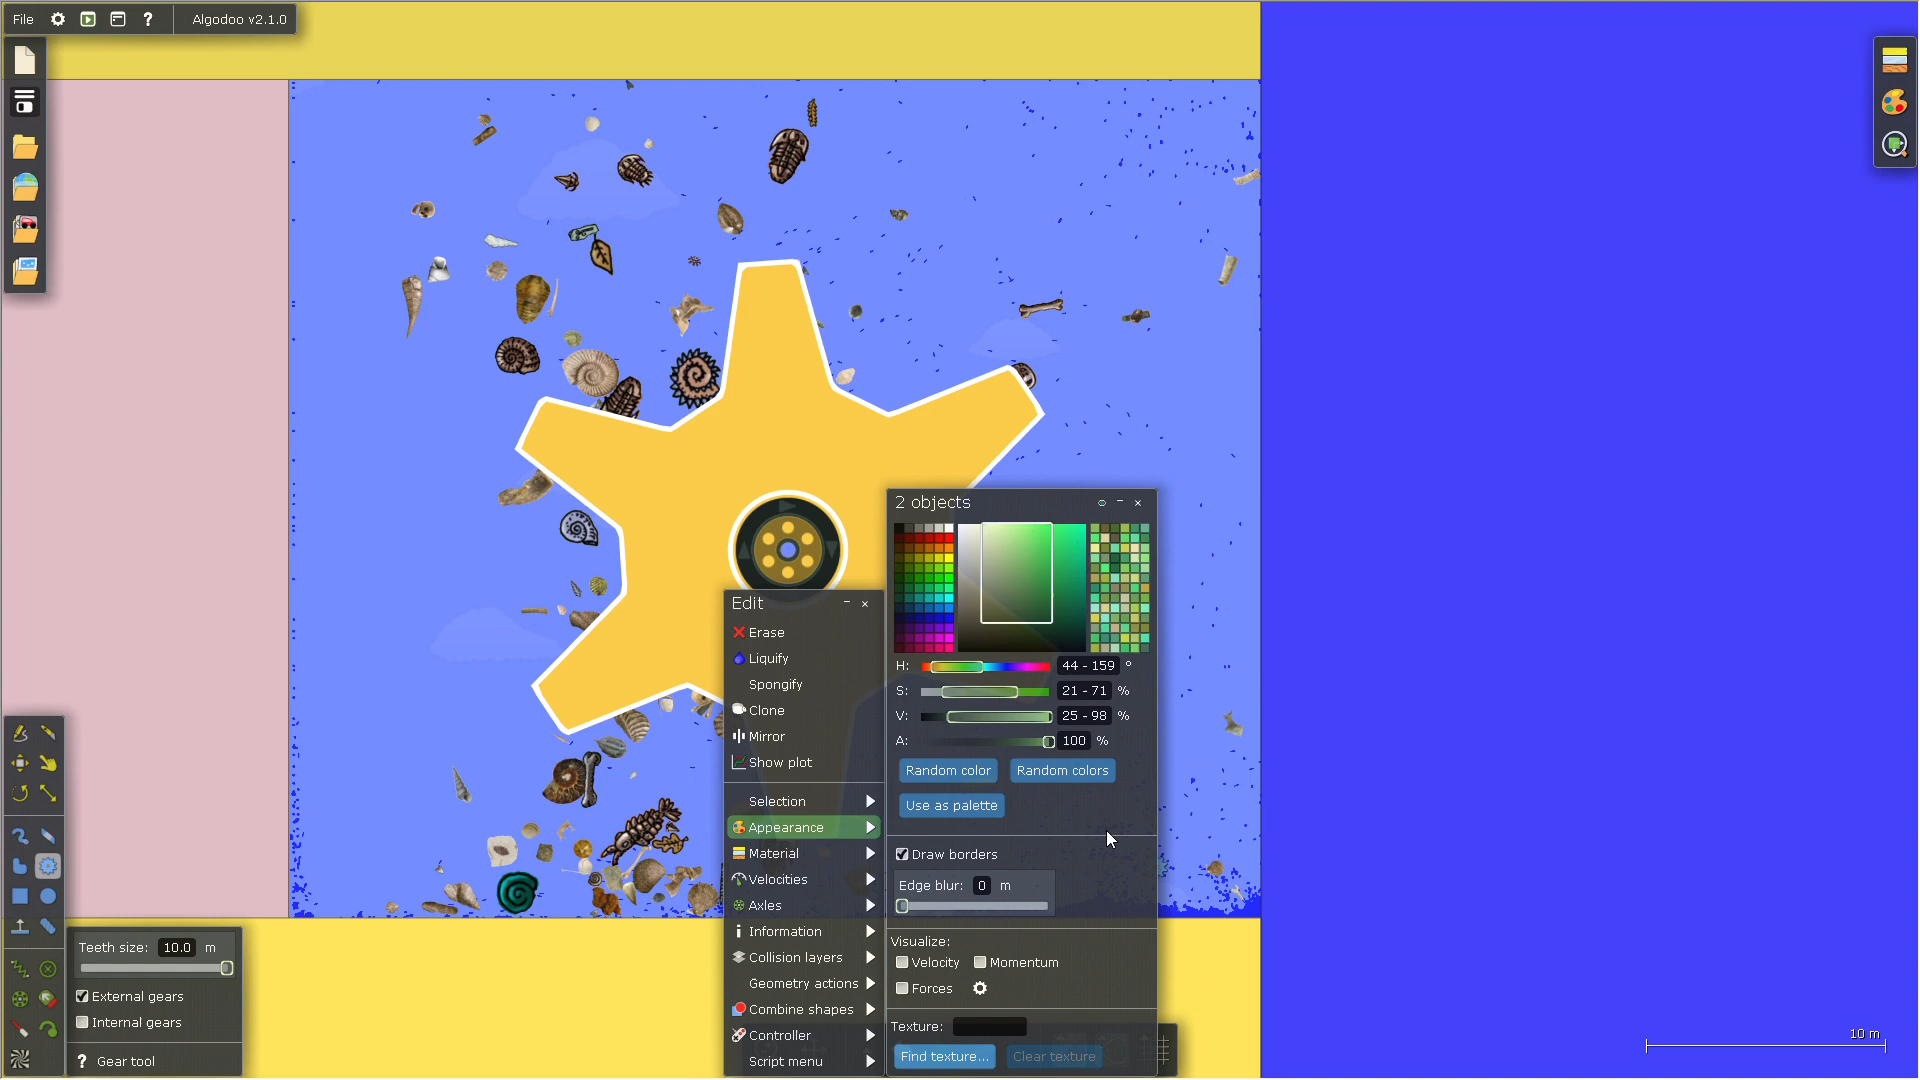 File
Algodoo v2.1.0
2 objects
H: 44 - 159 °
S: 21 - 71 %
V: 25 - 98 %
A: 100 %
Random color
Random colors
Use as palette
Draw borders
Edge blur: 0 m
Visualize:
Velocity
Momentum
Forces
Texture:
Find texture...
Clear texture
Edit
Erase
Liquify
Spongify
Clone
Mirror
Show plot
Selection
Appearance
Material
Velocities
Axles
Information
Collision layers
Geometry actions
Combine shapes
Controller
Script menu
Teeth size: 10.0 m
External gears
Internal gears
? Gear tool
10 m